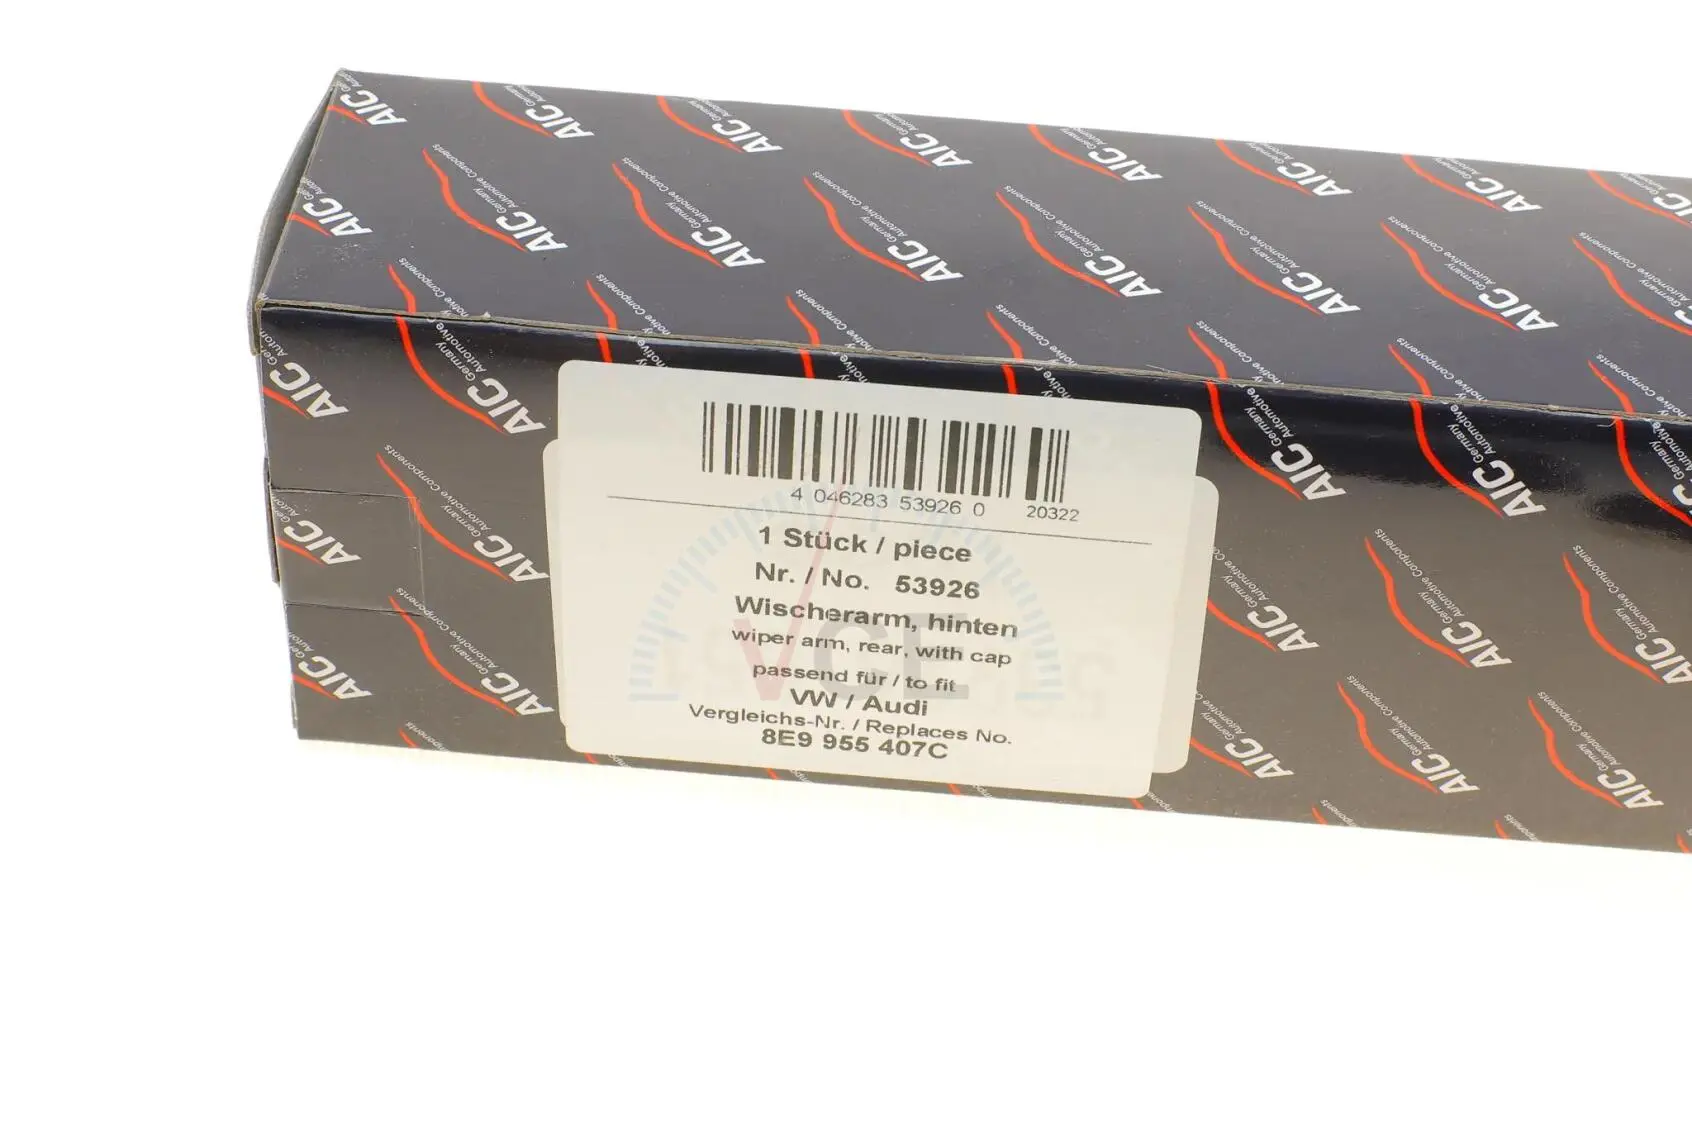 AIC Germany
Automotive Components
4 046283 53926 0 20322
1 Stück / piece
Nr. / No. 53926
Wischerarm, hinten
wiper arm, rear, with cap
passend für / to fit
VW / Audi
Vergleichs-Nr. / Replaces No.
8E9 955 407C
VCE